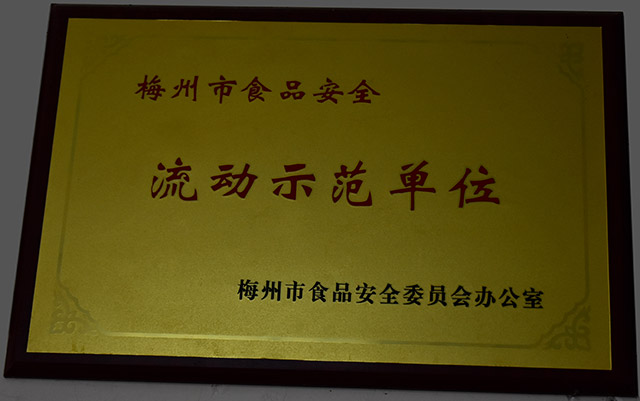 梅州市食品安全
流动示范单位
梅州市食品安全委员会办公室